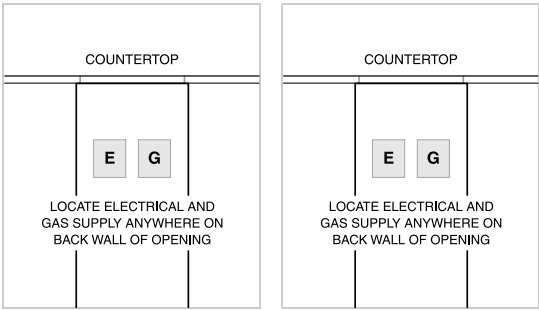 COUNTERTOP
E G
LOCATE ELECTRICAL AND
GAS SUPPLY ANYWHERE ON
BACK WALL OF OPENING
COUNTERTOP
E G
LOCATE ELECTRICAL AND
GAS SUPPLY ANYWHERE ON
BACK WALL OF OPENING